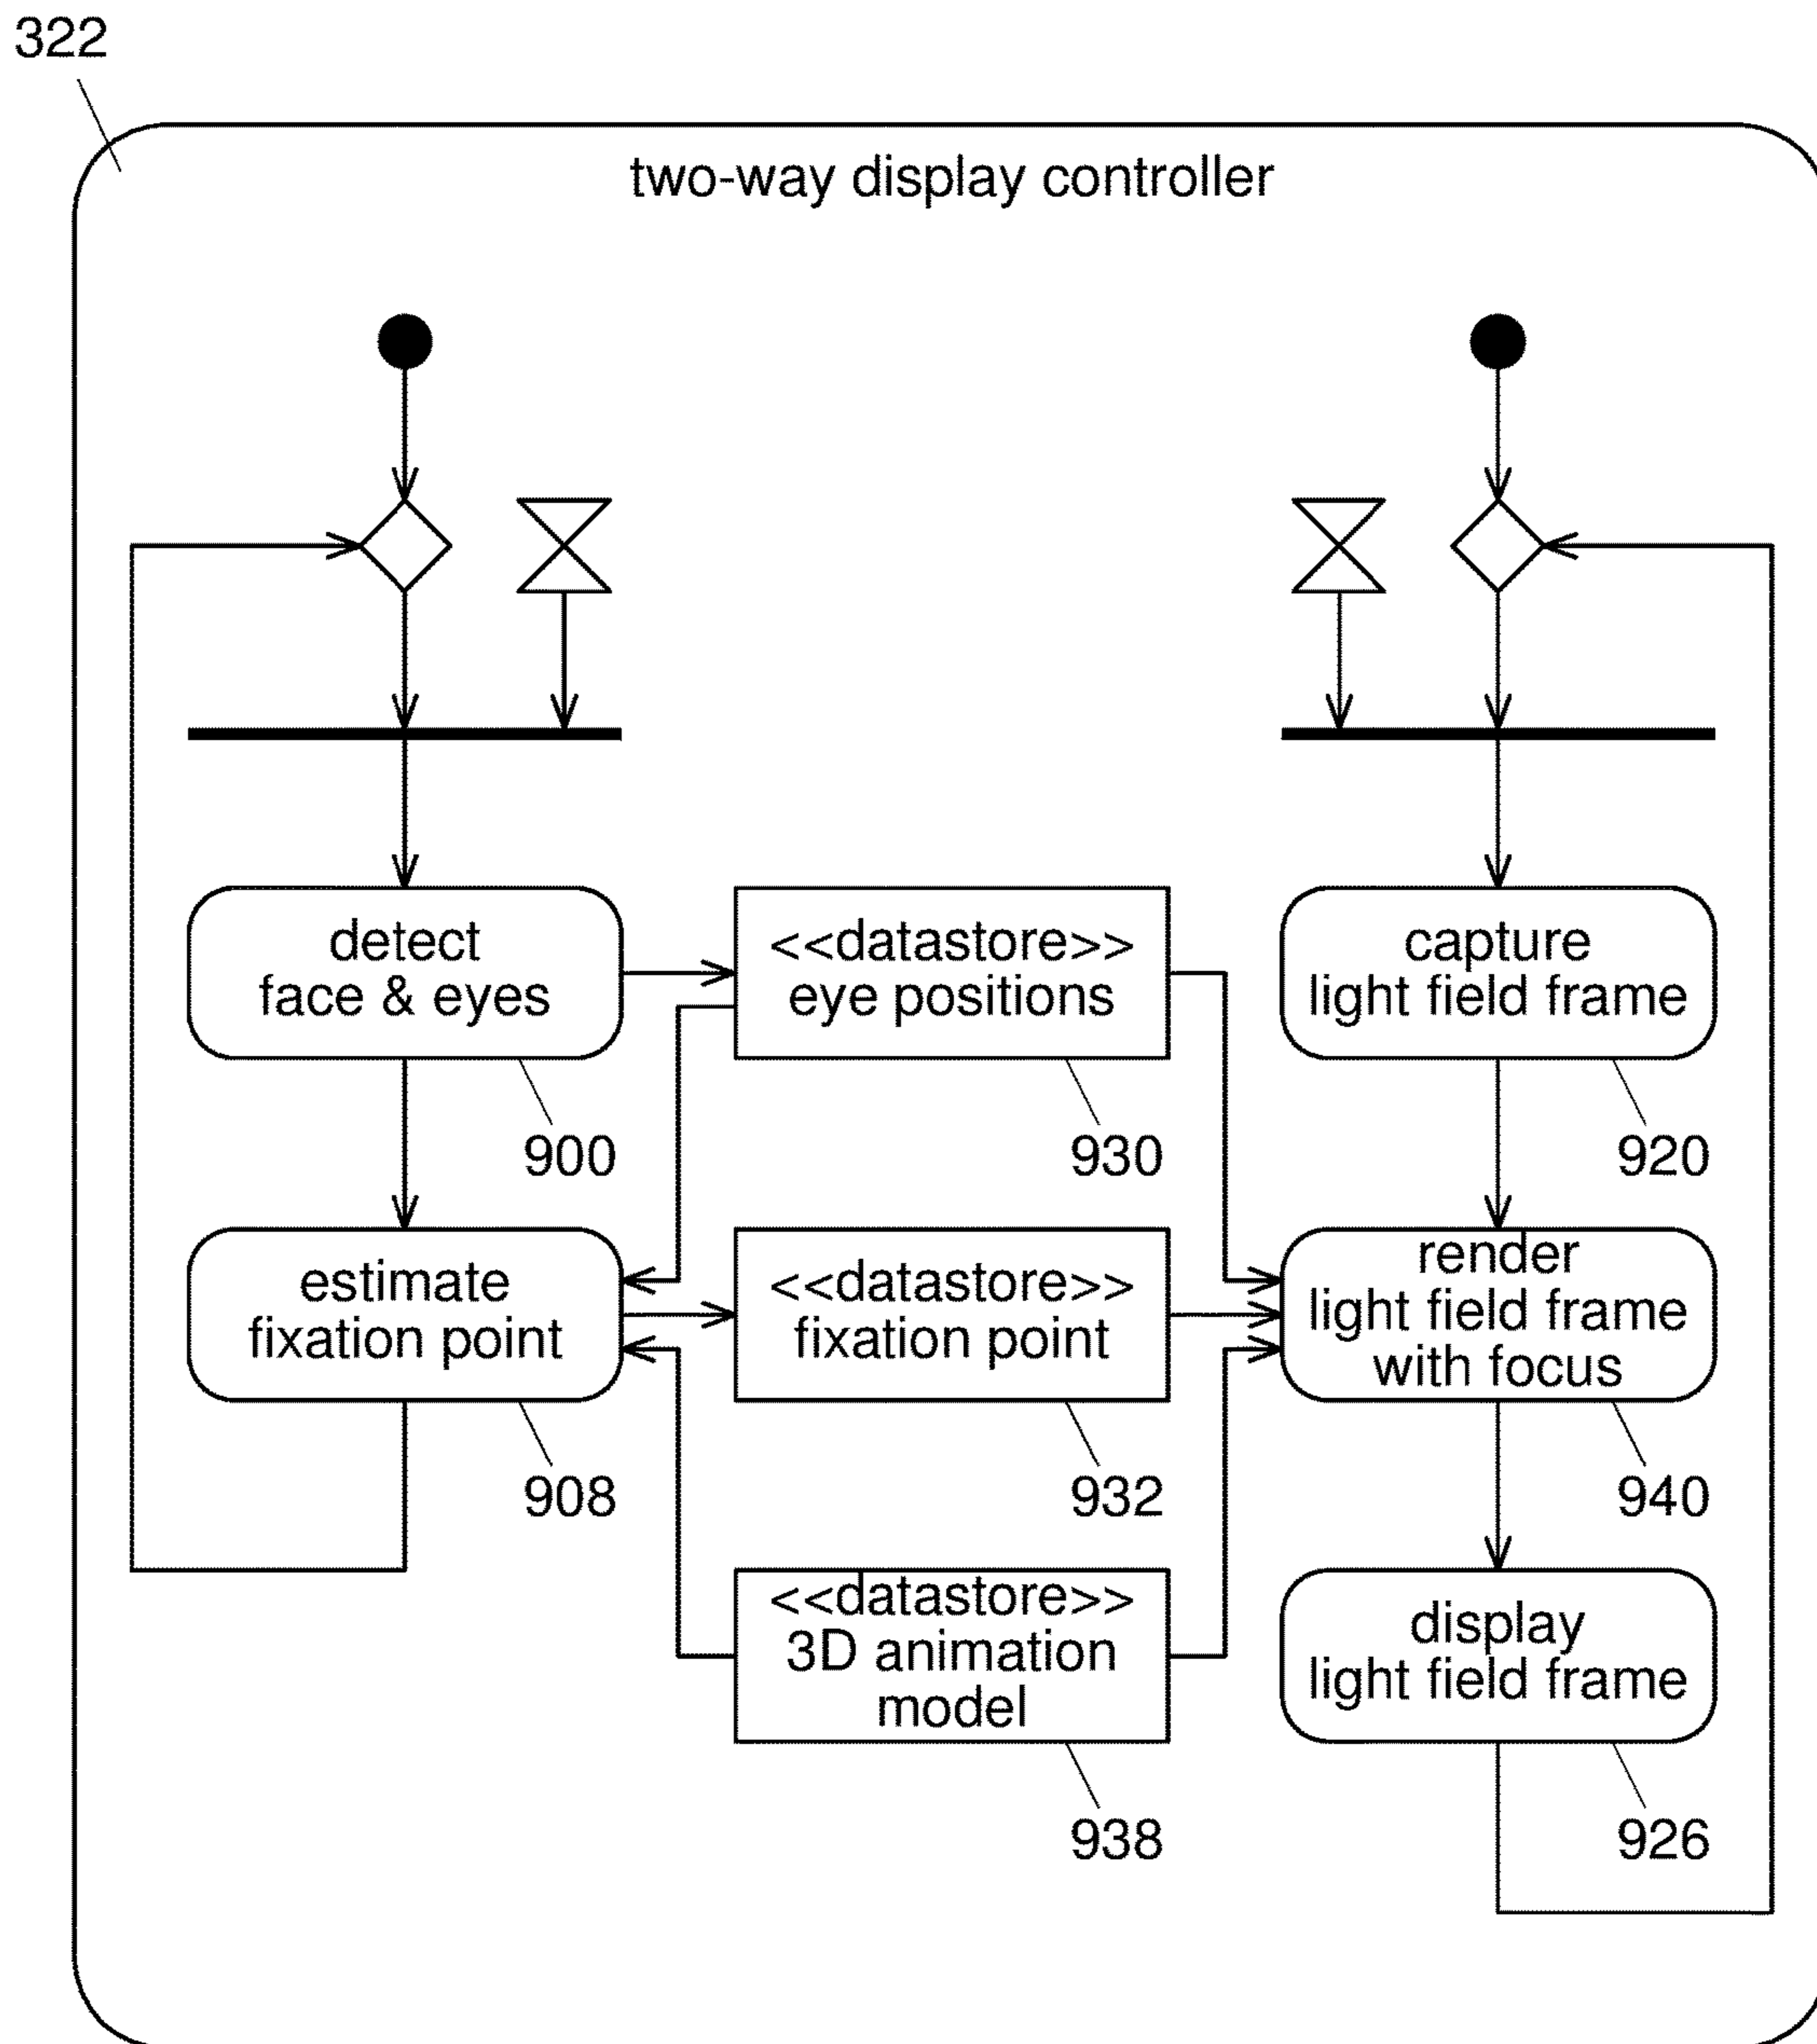 322
two-way display controller
detect
face & eyes
900
<<datastore>>
eye positions
930
capture
light field frame
920
estimate
fixation point
908
<<datastore>>
fixation point
932
render
light field frame
with focus
940
<<datastore>>
3D animation
model
938
display
light field frame
926